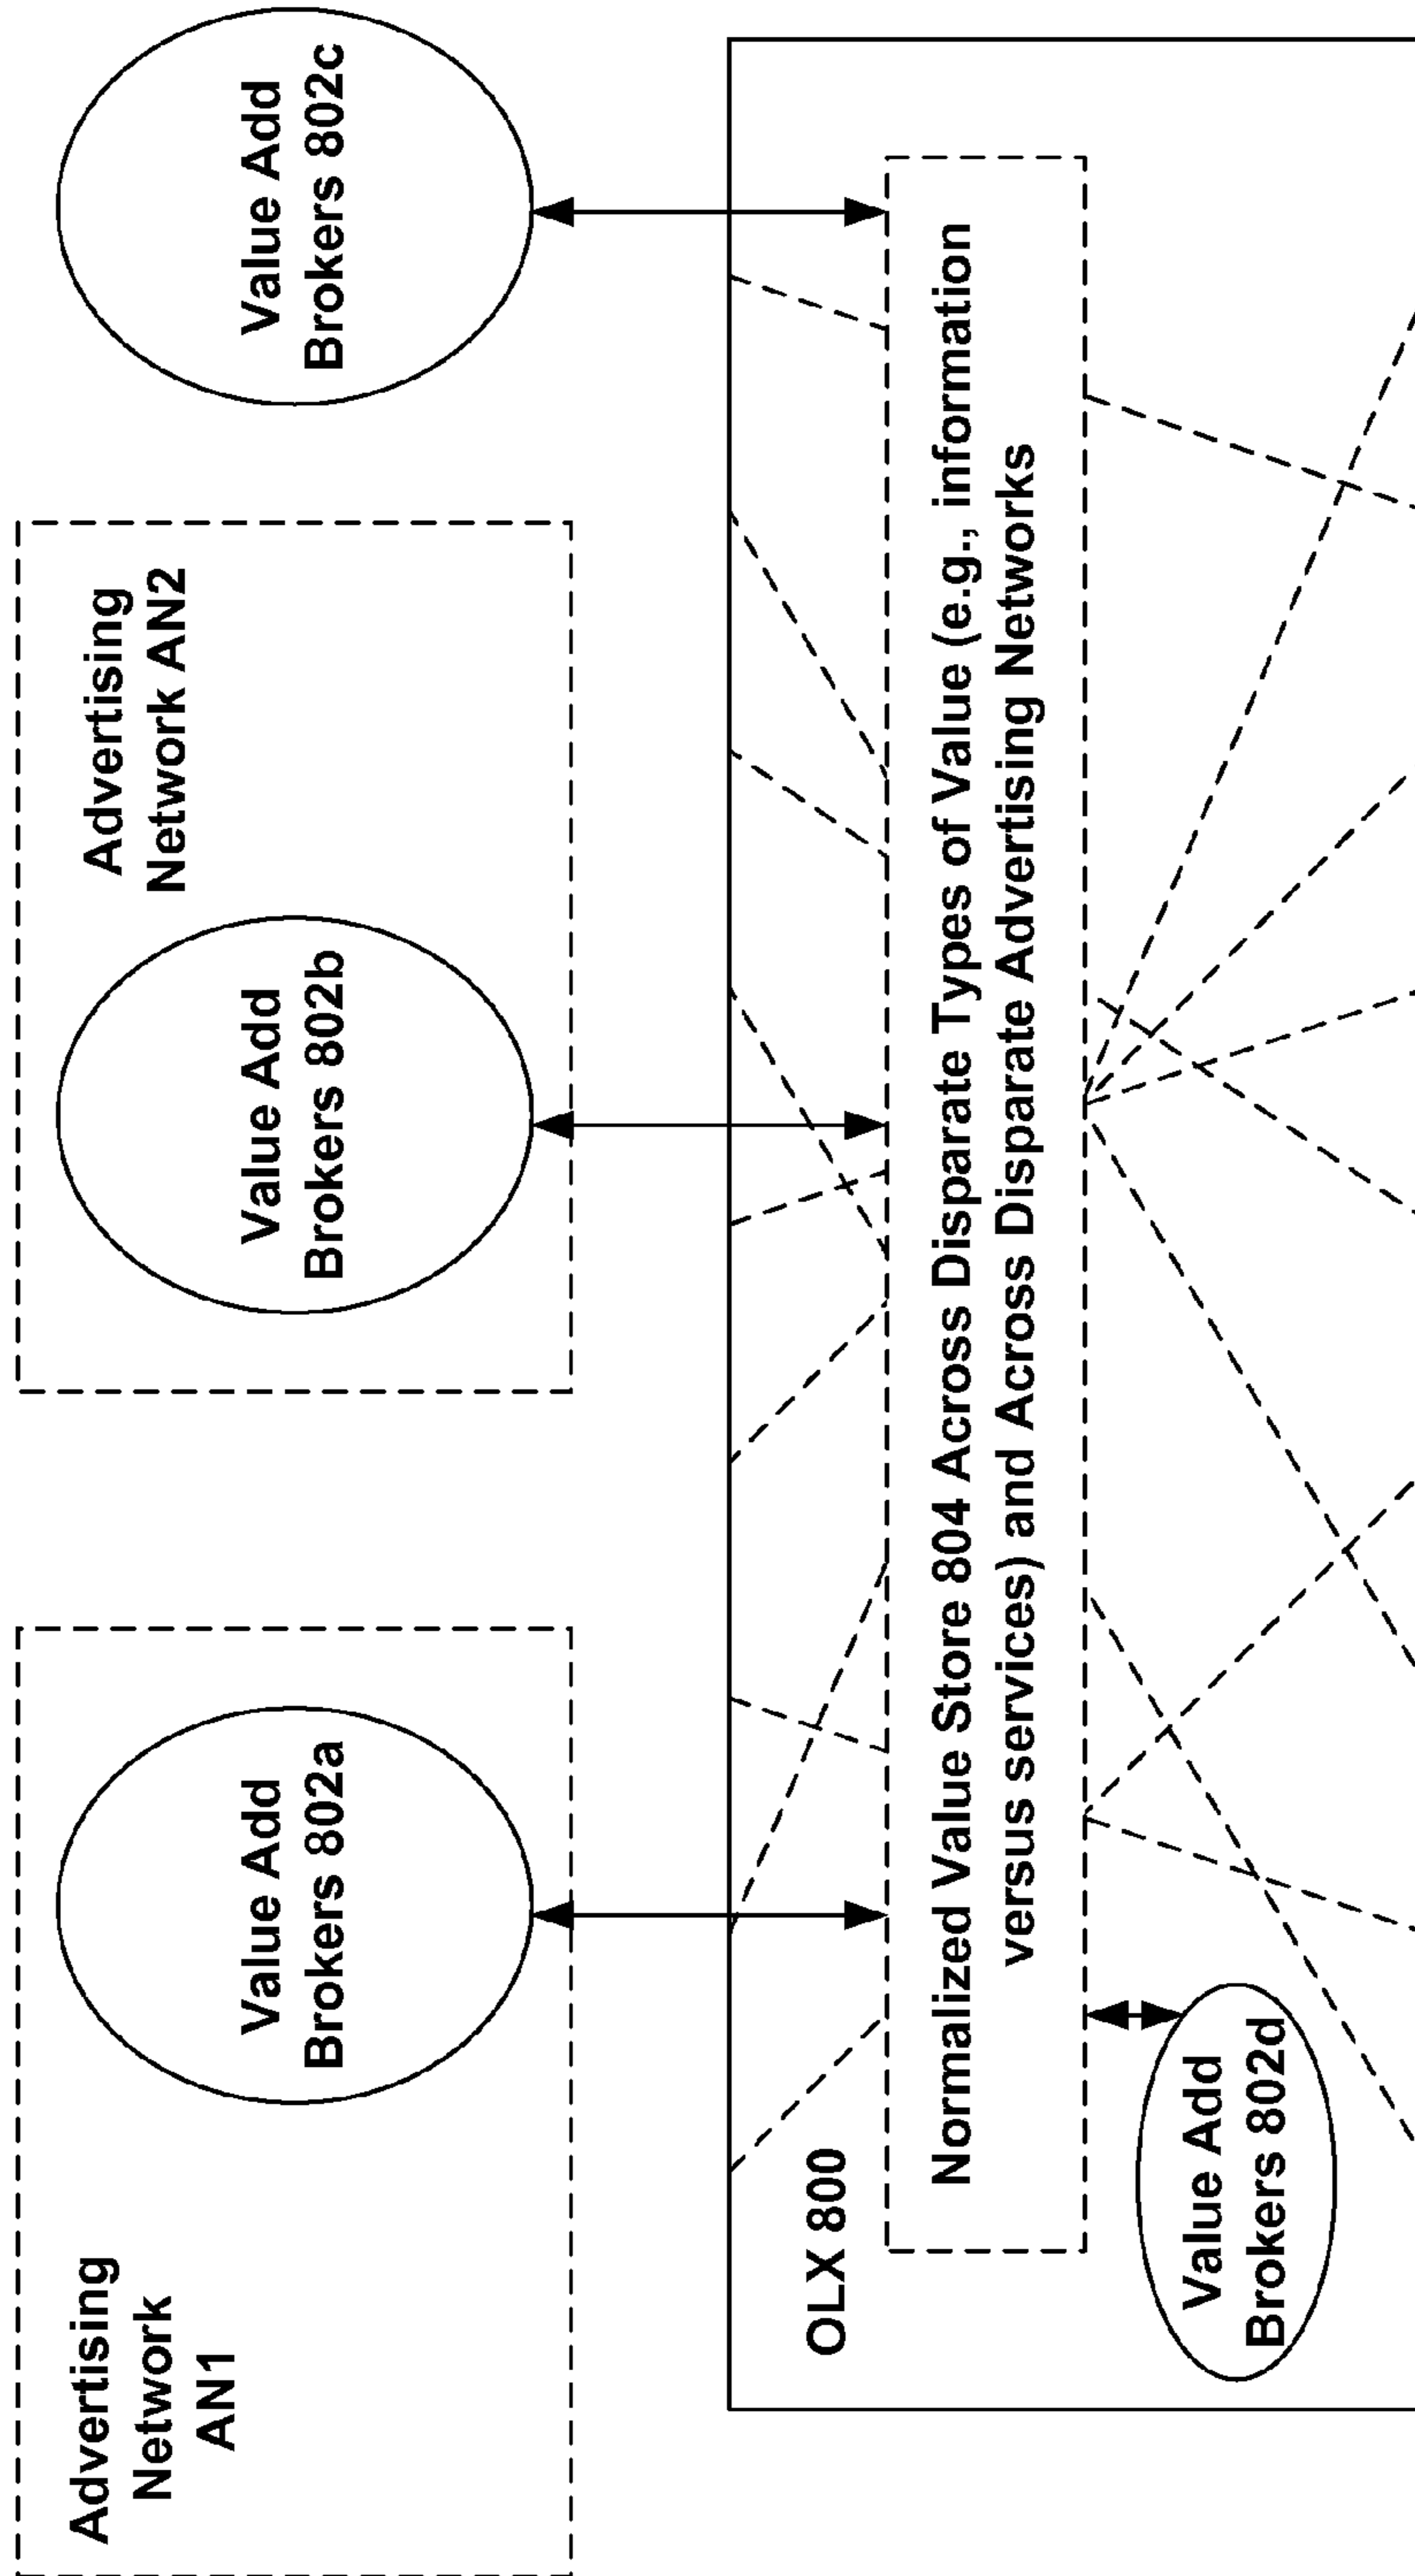 Advertising
Network
AN1
Value Add
Brokers 802a
Value Add
Brokers 802b
Advertising
Network AN2
Value Add
Brokers 802c
OLX 800
Normalized Value Store 804 Across Disparate Types of Value (e.g., information
versus services) and Across Disparate Advertising Networks
Value Add
Brokers 802d